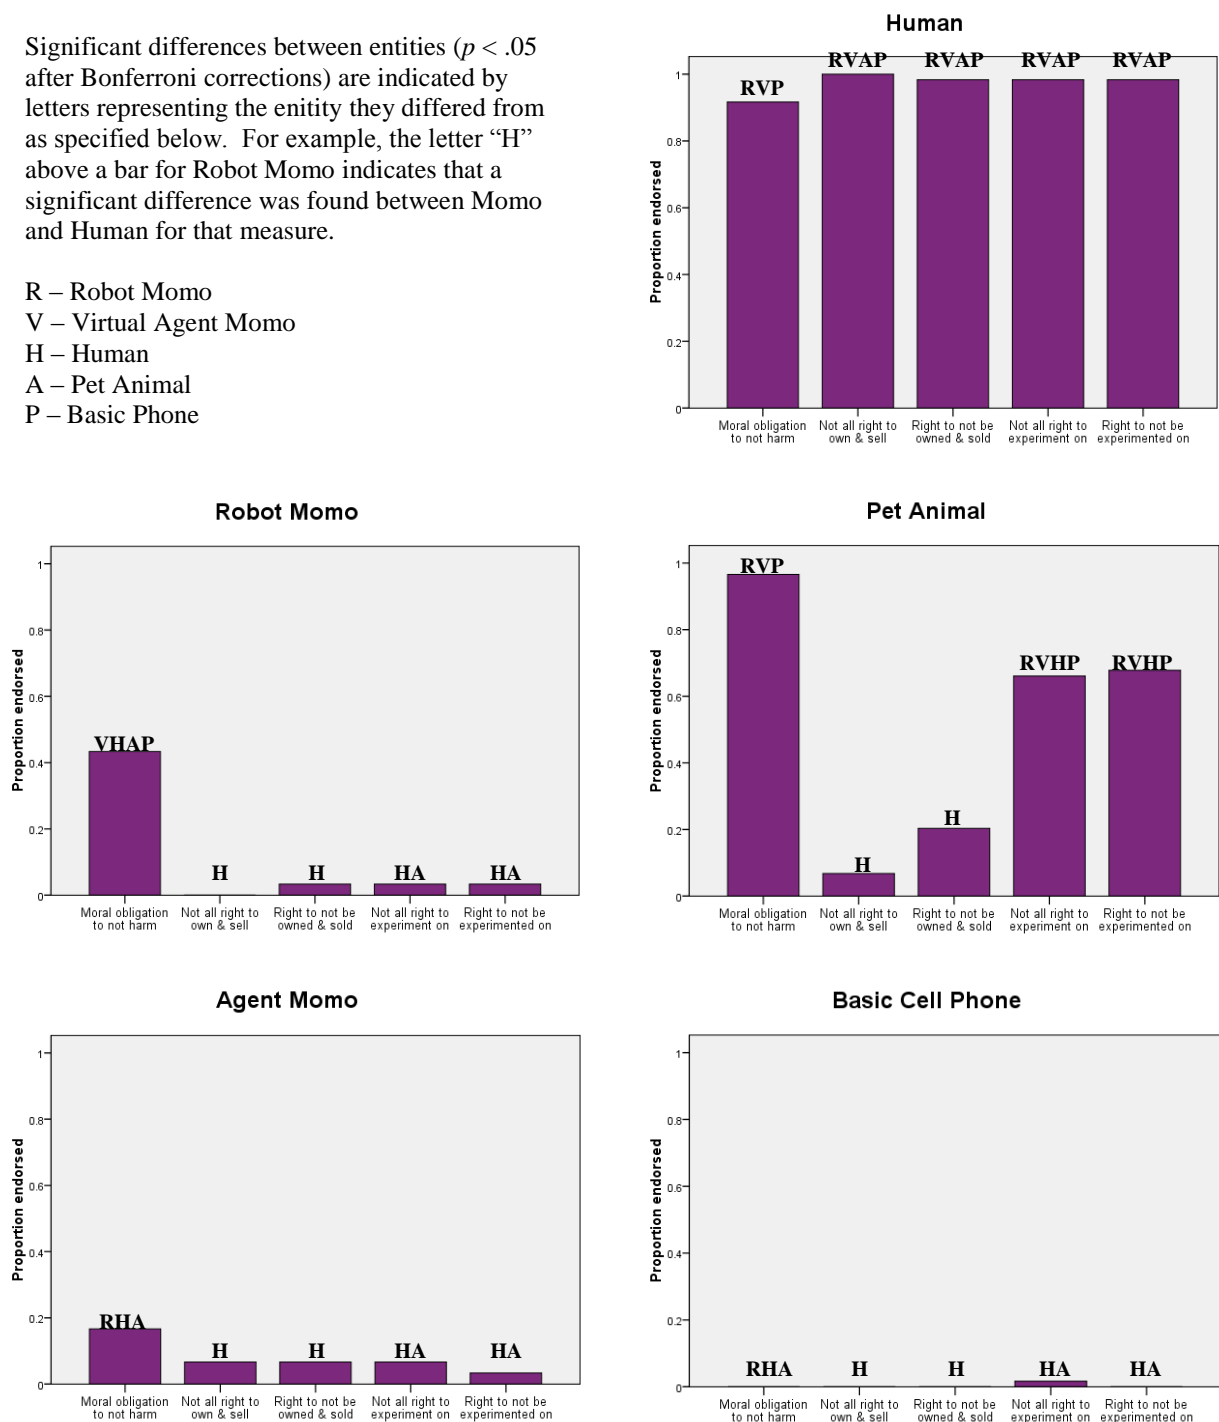 Significant differences between entities (p < .05
after Bonferroni corrections) are indicated by
letters representing the enitity they differed from
as specified below.  For example, the letter “H”
above a bar for Robot Momo indicates that a
significant difference was found between Momo
and Human for that measure.
R – Robot Momo
V – Virtual Agent Momo
H – Human
A – Pet Animal
P – Basic Phone
Human
Proportion endorsed
1
0.8
0.6
0.4
0.2
0
RVP RVAP RVAP RVAP RVAP
Moral obligation Not all right to Right to not be Not all right to Right to not be
to not harm own & sell owned & sold experiment on experimented on
Robot Momo
Proportion endorsed
1
0.8
0.6
0.4
0.2
0
VHAP H H HA HA
Moral obligation Not all right to Right to not be Not all right to Right to not be
to not harm own & sell owned & sold experiment on experimented on
Pet Animal
Proportion endorsed
1
0.8
0.6
0.4
0.2
0
RVP H H RVHP RVHP
Moral obligation Not all right to Right to not be Not all right to Right to not be
to not harm own & sell owned & sold experiment on experimented on
Agent Momo
Proportion endorsed
1
0.8
0.6
0.4
0.2
0
RHA H H HA HA
Moral obligation Not all right to Right to not be Not all right to Right to not be
to not harm own & sell owned & sold experiment on experimented on
Basic Cell Phone
Proportion endorsed
1
0.8
0.6
0.4
0.2
0
RHA H H HA HA
Moral obligation Not all right to Right to not be Not all right to Right to not be
to not harm own & sell owned & sold experiment on experimented on